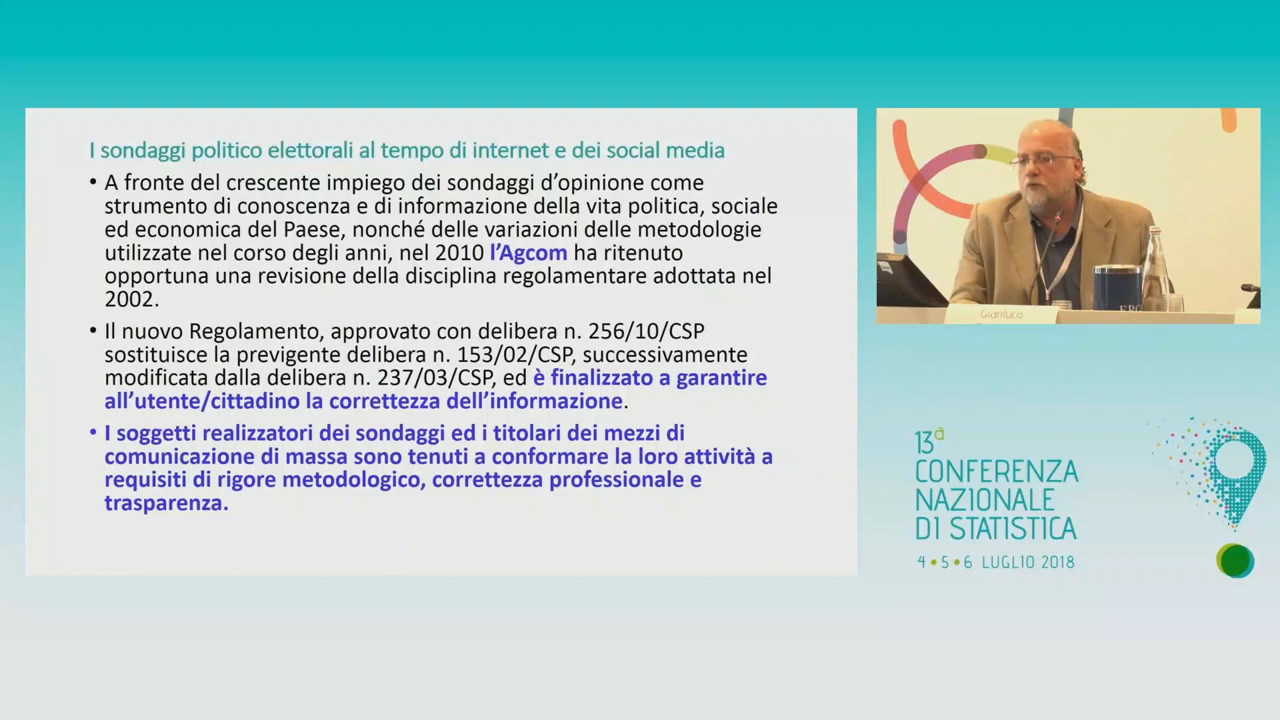 I sondaggi politico elettorali al tempo di internet e dei social media
• A fronte del crescente impiego dei sondaggi d’opinione come
strumento di conoscenza e di informazione della vita politica, sociale
ed economica del Paese, nonché delle variazioni delle metodologie
utilizzate nel corso degli anni, nel 2010 l’Agcom ha ritenuto
opportuna una revisione della disciplina regolamentare adottata nel
2002.
• Il nuovo Regolamento, approvato con delibera n. 256/10/CSP
sostituisce la previgente delibera n. 153/02/CSP, successivamente
modificata dalla delibera n. 237/03/CSP, ed è finalizzato a garantire
all’utente/cittadino la correttezza dell’informazione.
• I soggetti realizzatori dei sondaggi ed i titolari dei mezzi di
comunicazione di massa sono tenuti a conformare la loro attività a
requisiti di rigore metodologico, correttezza professionale e
trasparenza.
Gianluca
13ª
CONFERENZA
NAZIONALE
DI STATISTICA
4 • 5 • 6 LUGLIO 2018